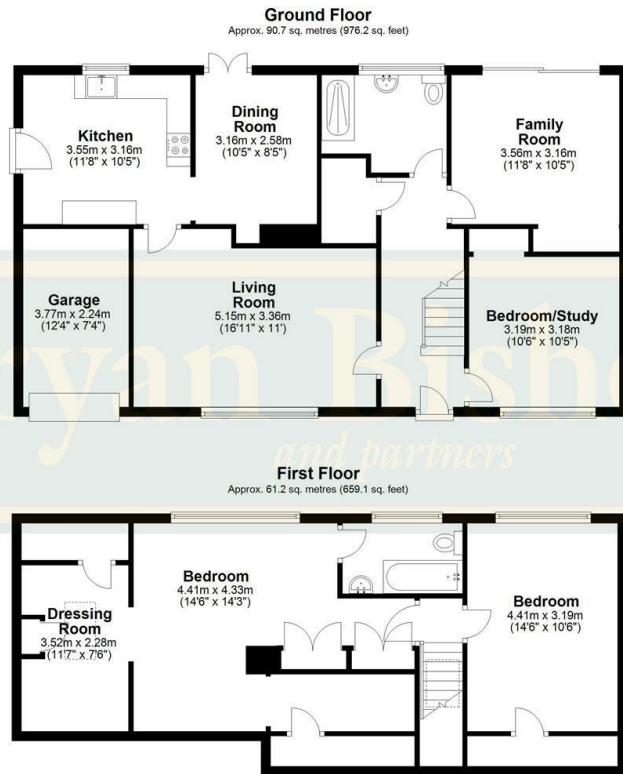 Ground Floor
Approx. 90.7 sq. metres (976.2 sq. feet)
Kitchen
3.55m x 3.16m
(11'8" x 10'5")
Dining
Room
3.16m x 2.58m
(10'5" x 8'5")
Family
Room
3.56m x 3.16m
(11'8" x 10'5")
Garage
3.77m x 2.24m
(12'4" x 7'4")
Living
Room
5.15m x 3.36m
(16'11" x 11')
Bedroom/Study
3.19m x 3.18m
(10'6" x 10'5")
ryan Bisho
and partners
First Floor
Approx. 61.2 sq. metres (659.1 sq. feet)
Bedroom
4.41m x 4.33m
(14'6" x 14'3")
Dressing
Room
3.52m x 2.28m
(11'7" x 7'6")
Bedroom
4.41m x 3.19m
(14'6" x 10'6")